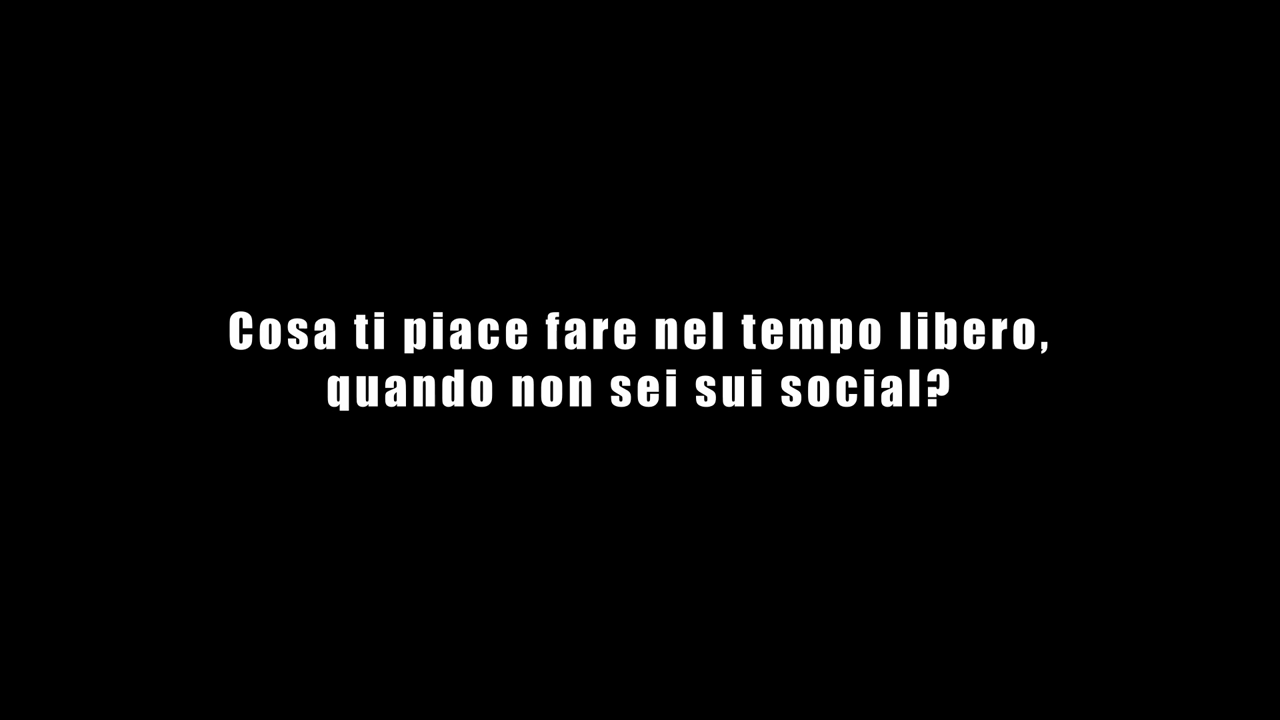 Cosa ti piace fare nel tempo libero,
quando non sei sui social?